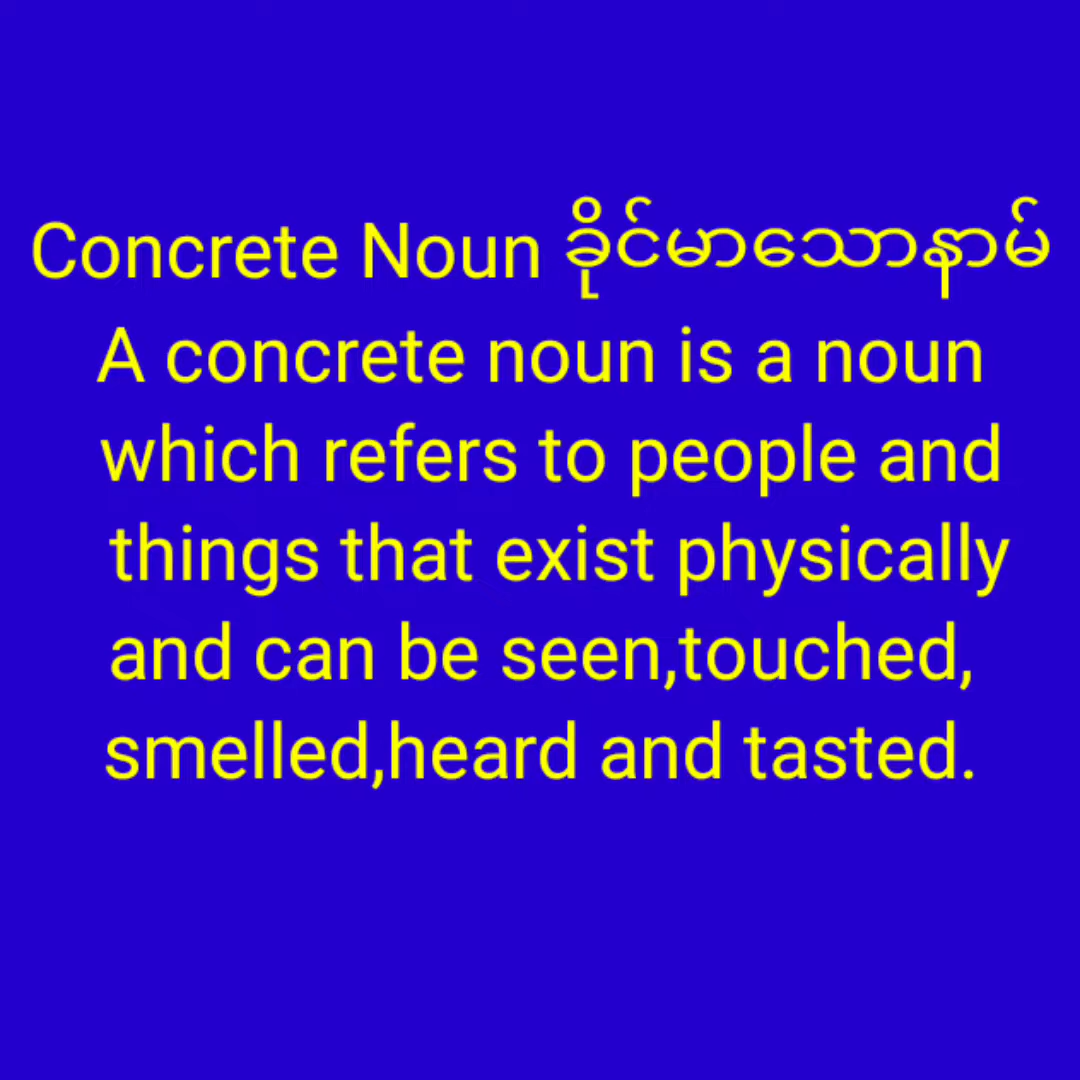 Concrete Noun ခိုင်မာသောနာမ်
A concrete noun is a noun
which refers to people and
things that exist physically
and can be seen,touched,
smelled,heard and tasted.